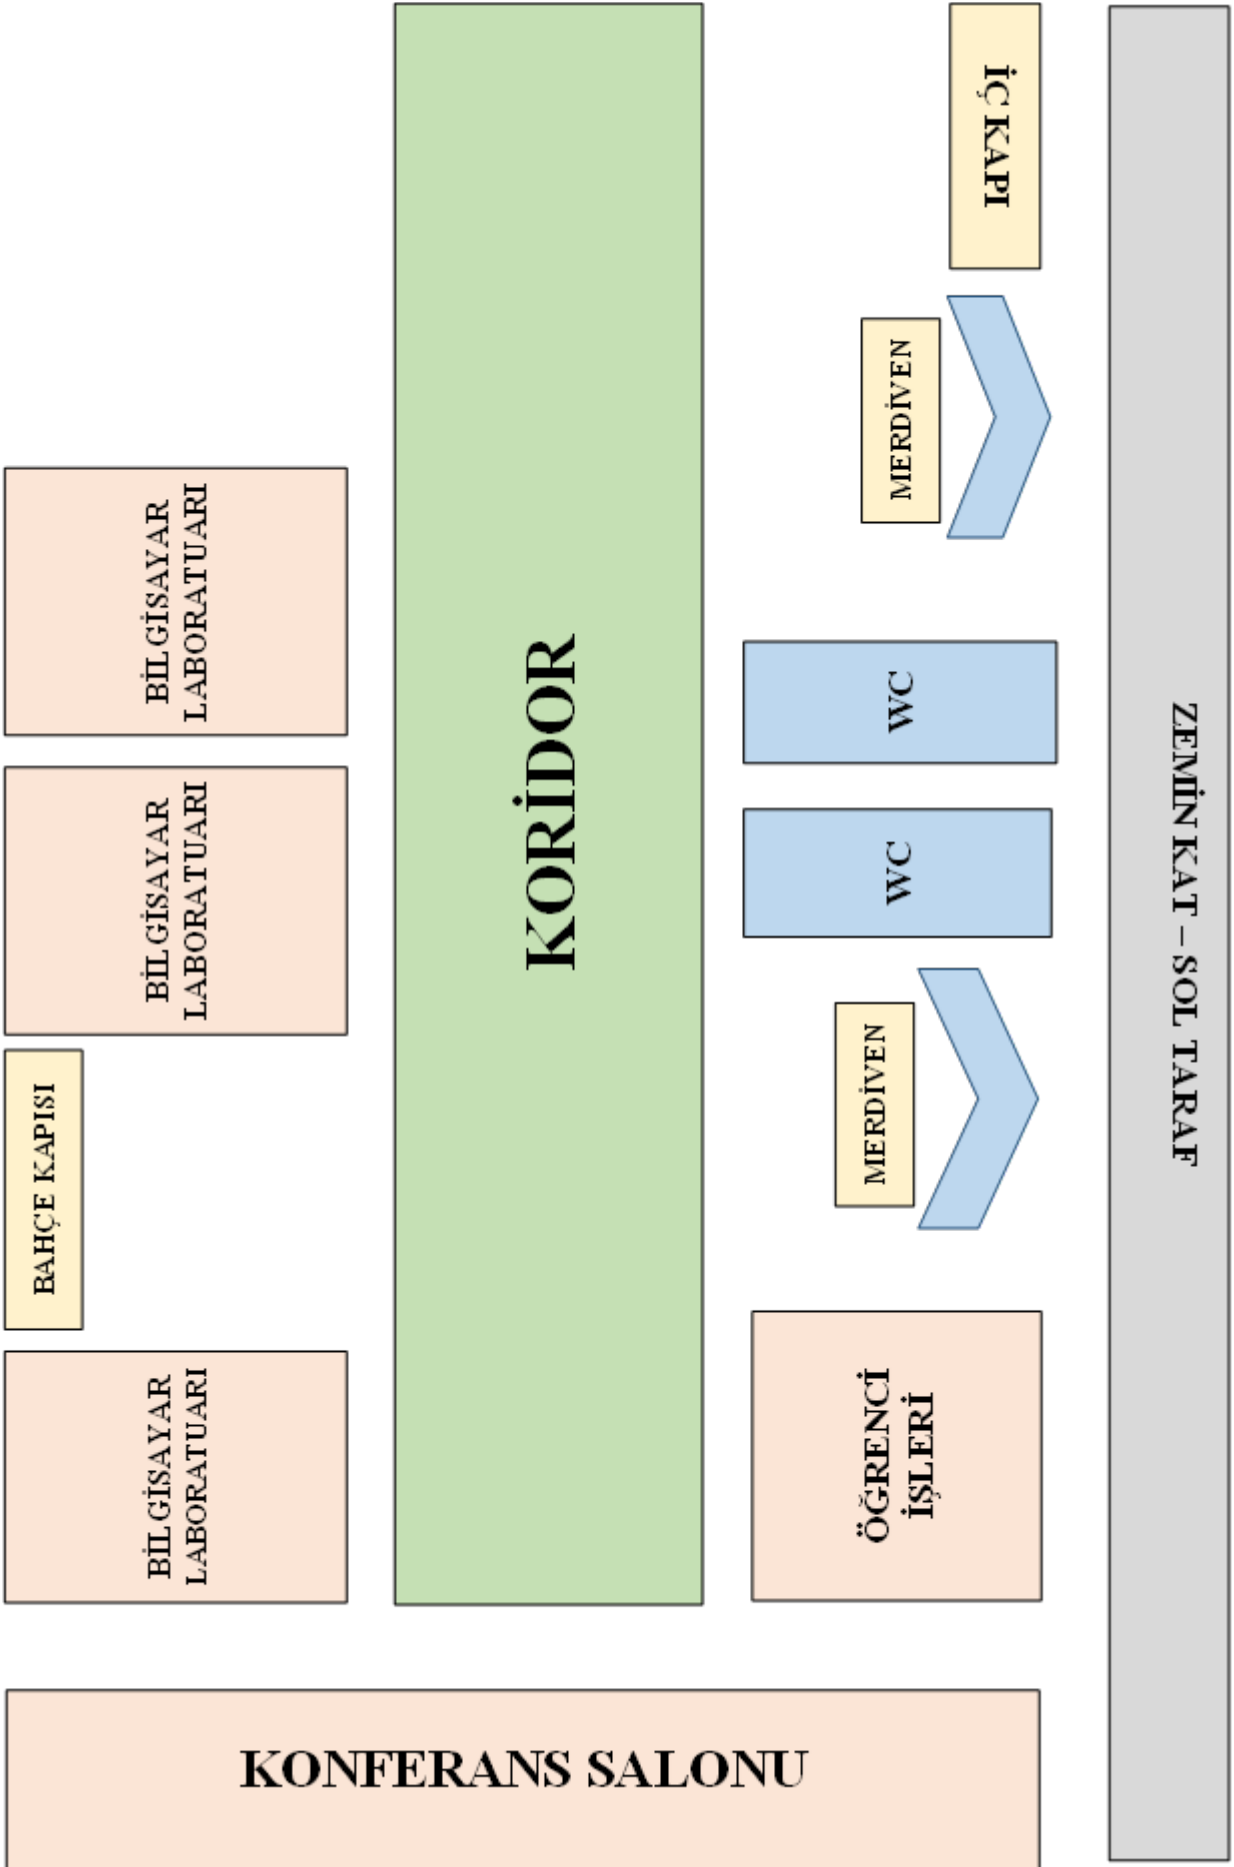 ZEMİN KAT – SOL TARAF
İÇ KAPI
MERDİVEN
WC
WC
MERDİVEN
ÖĞRENCİ
İŞLERİ
KORİDOR
BİLGİSAYAR
LABORATUARI
BİLGİSAYAR
LABORATUARI
BAHÇE KAPISI
BİLGİSAYAR
LABORATUARI
KONFERANS SALONU